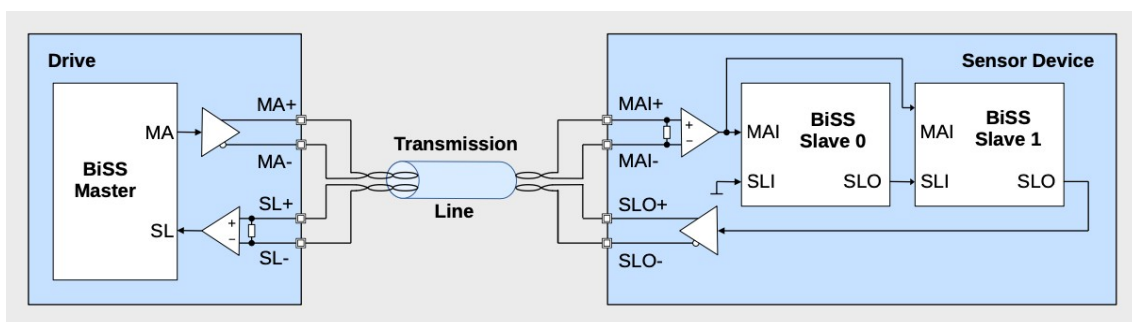 Drive
Sensor Device
MA+
MA
MA-
BiSS
Master
SL+
SL
SL-
Transmission
Line
MAI+
MAI-
SLO+
SLO-
+
−
+
−
BiSS
Slave 0
MAI
SLI
SLO
BiSS
Slave 1
MAI
SLI
SLO